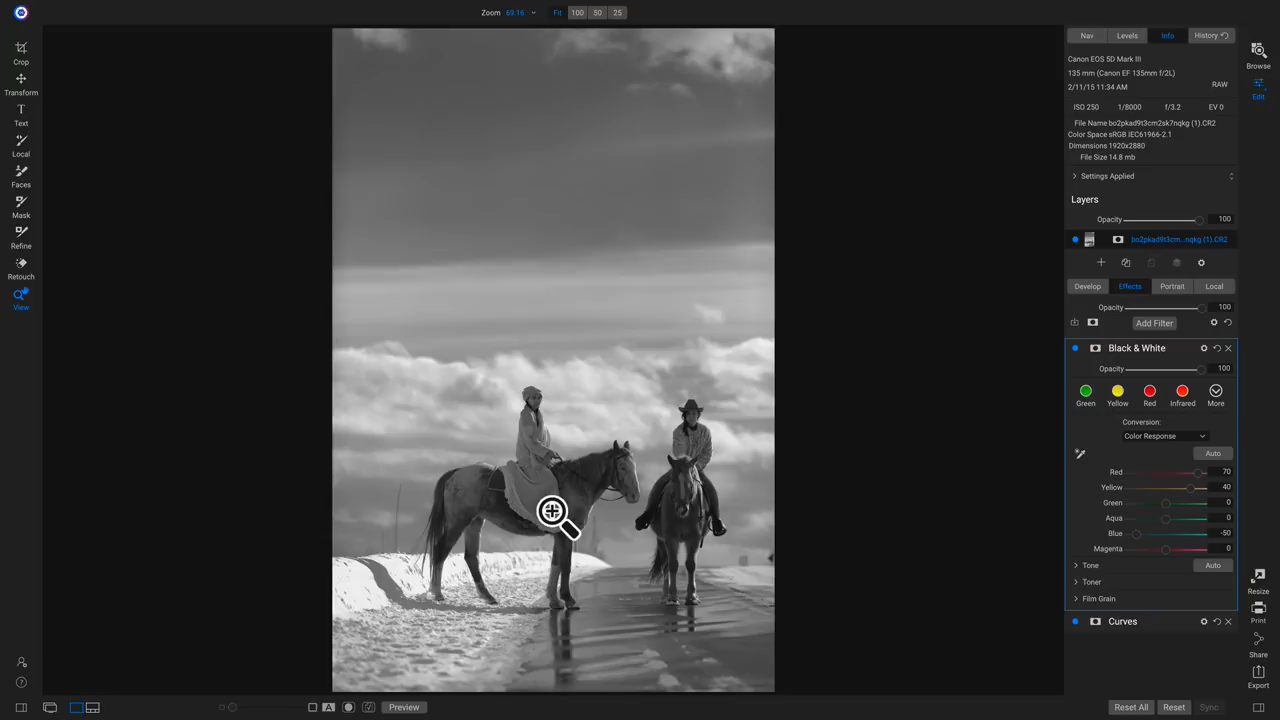 Zoom 69.16 Fit 100 50 25
Crop
Transform
Text
Local
Faces
Mask
Refine
Retouch
View
Nav Levels Info History
Canon EOS 5D Mark III
135 mm (Canon EF 135mm f/2L)
2/11/15 11:34 AM RAW
ISO 250 1/8000 f/3.2 EV 0
File Name bo2pkad9t3cm2sk7nqkg (1).CR2
Color Space sRGB IEC61966-2.1
Dimensions 1920x2880
File Size 14.8 mb
Settings Applied
Layers
Opacity 100
bo2pkad9t3cm...nqkg (1).CR2
Develop Effects Portrait Local
Opacity 100
Add Filter
Black & White
Opacity 100
Green Yellow Red Infrared More
Conversion:
Color Response
Auto
Red 70
Yellow 40
Green 0
Aqua 0
Blue -50
Magenta 0
Tone Auto
Toner
Film Grain
Curves
Browse
Edit
Resize
Print
Share
Export
A Preview
Reset All Reset Sync